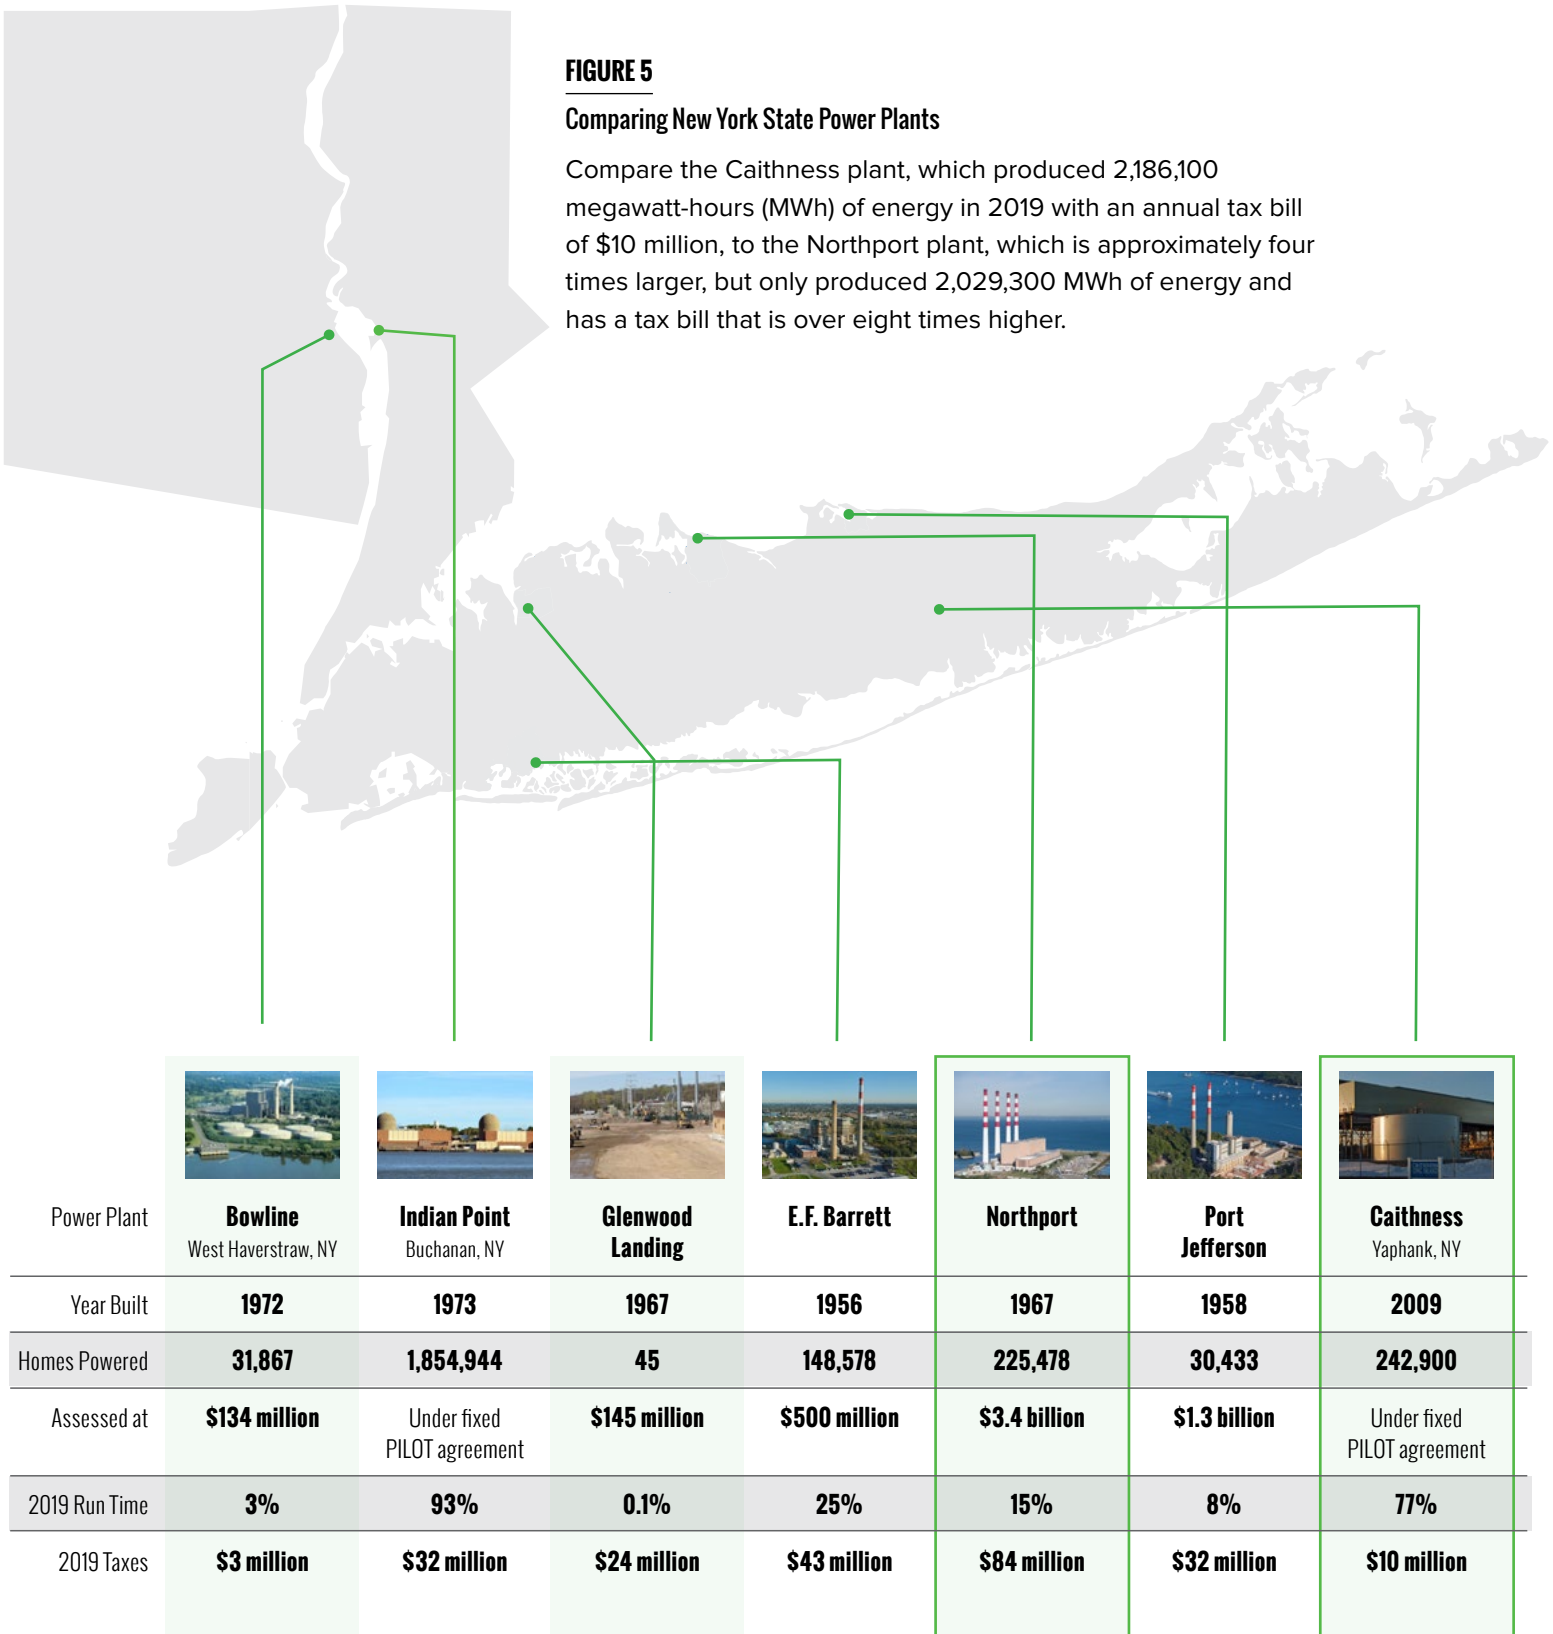 FIGURE 5
Comparing New York State Power Plants
Compare the Caithness plant, which produced 2,186,100
megawatt-hours (MWh) of energy in 2019 with an annual tax bill
of $10 million, to the Northport plant, which is approximately four
times larger, but only produced 2,029,300 MWh of energy and
has a tax bill that is over eight times higher.
Power Plant Bowline Indian Point Glenwood E.F. Barrett Northport Port Caithness
West Haverstraw, NY Buchanan, NY Landing Jefferson Yaphank, NY
Year Built 1972 1973 1967 1956 1967 1958 2009
Homes Powered 31,867 1,854,944 45 148,578 225,478 30,433 242,900
Assessed at $134 million Under fixed $145 million $500 million $3.4 billion $1.3 billion Under fixed
PILOT agreement PILOT agreement
2019 Run Time 3% 93% 0.1% 25% 15% 8% 77%
2019 Taxes $3 million $32 million $24 million $43 million $84 million $32 million $10 million